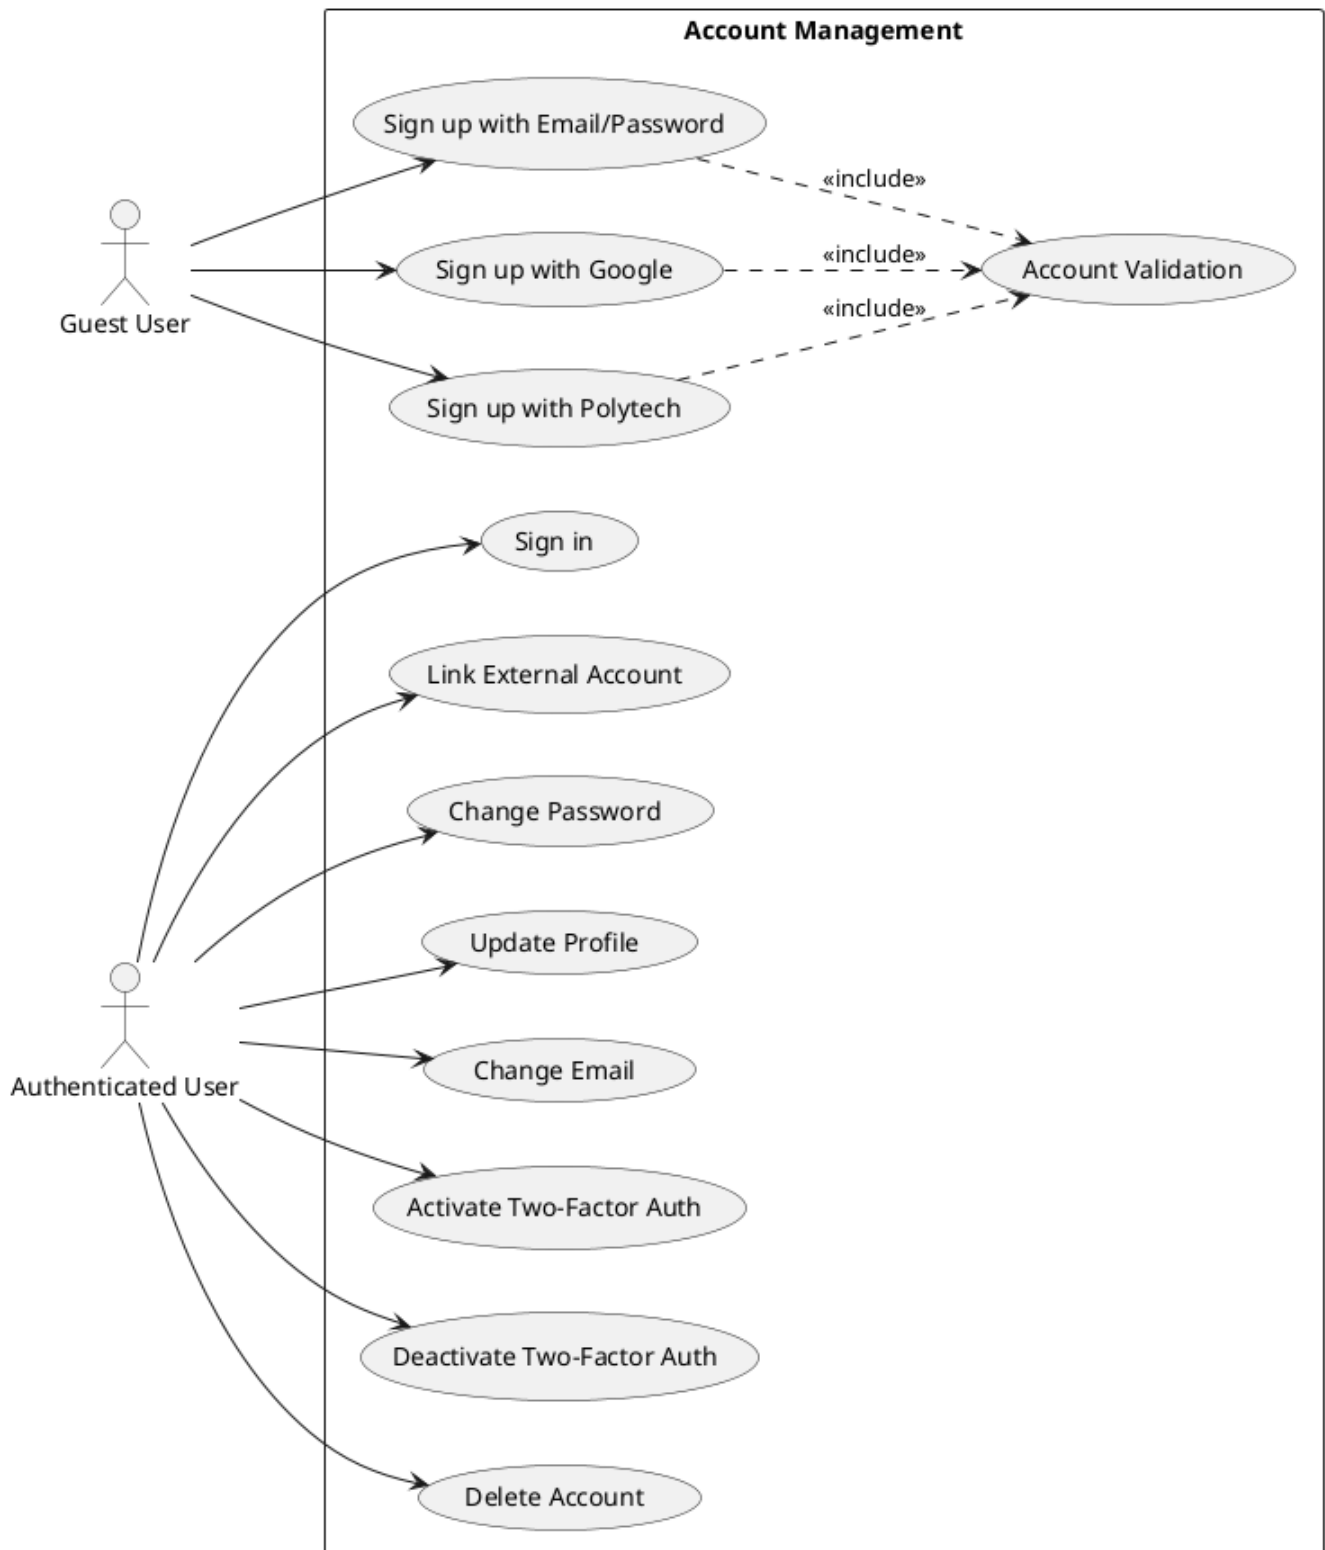 Account Management
Sign up with Email/Password
«include»
Sign up with Google
«include»
Account Validation
«include»
Guest User
Sign up with Polytech
Sign in
Link External Account
Change Password
Update Profile
Change Email
Authenticated User
Activate Two-Factor Auth
Deactivate Two-Factor Auth
Delete Account